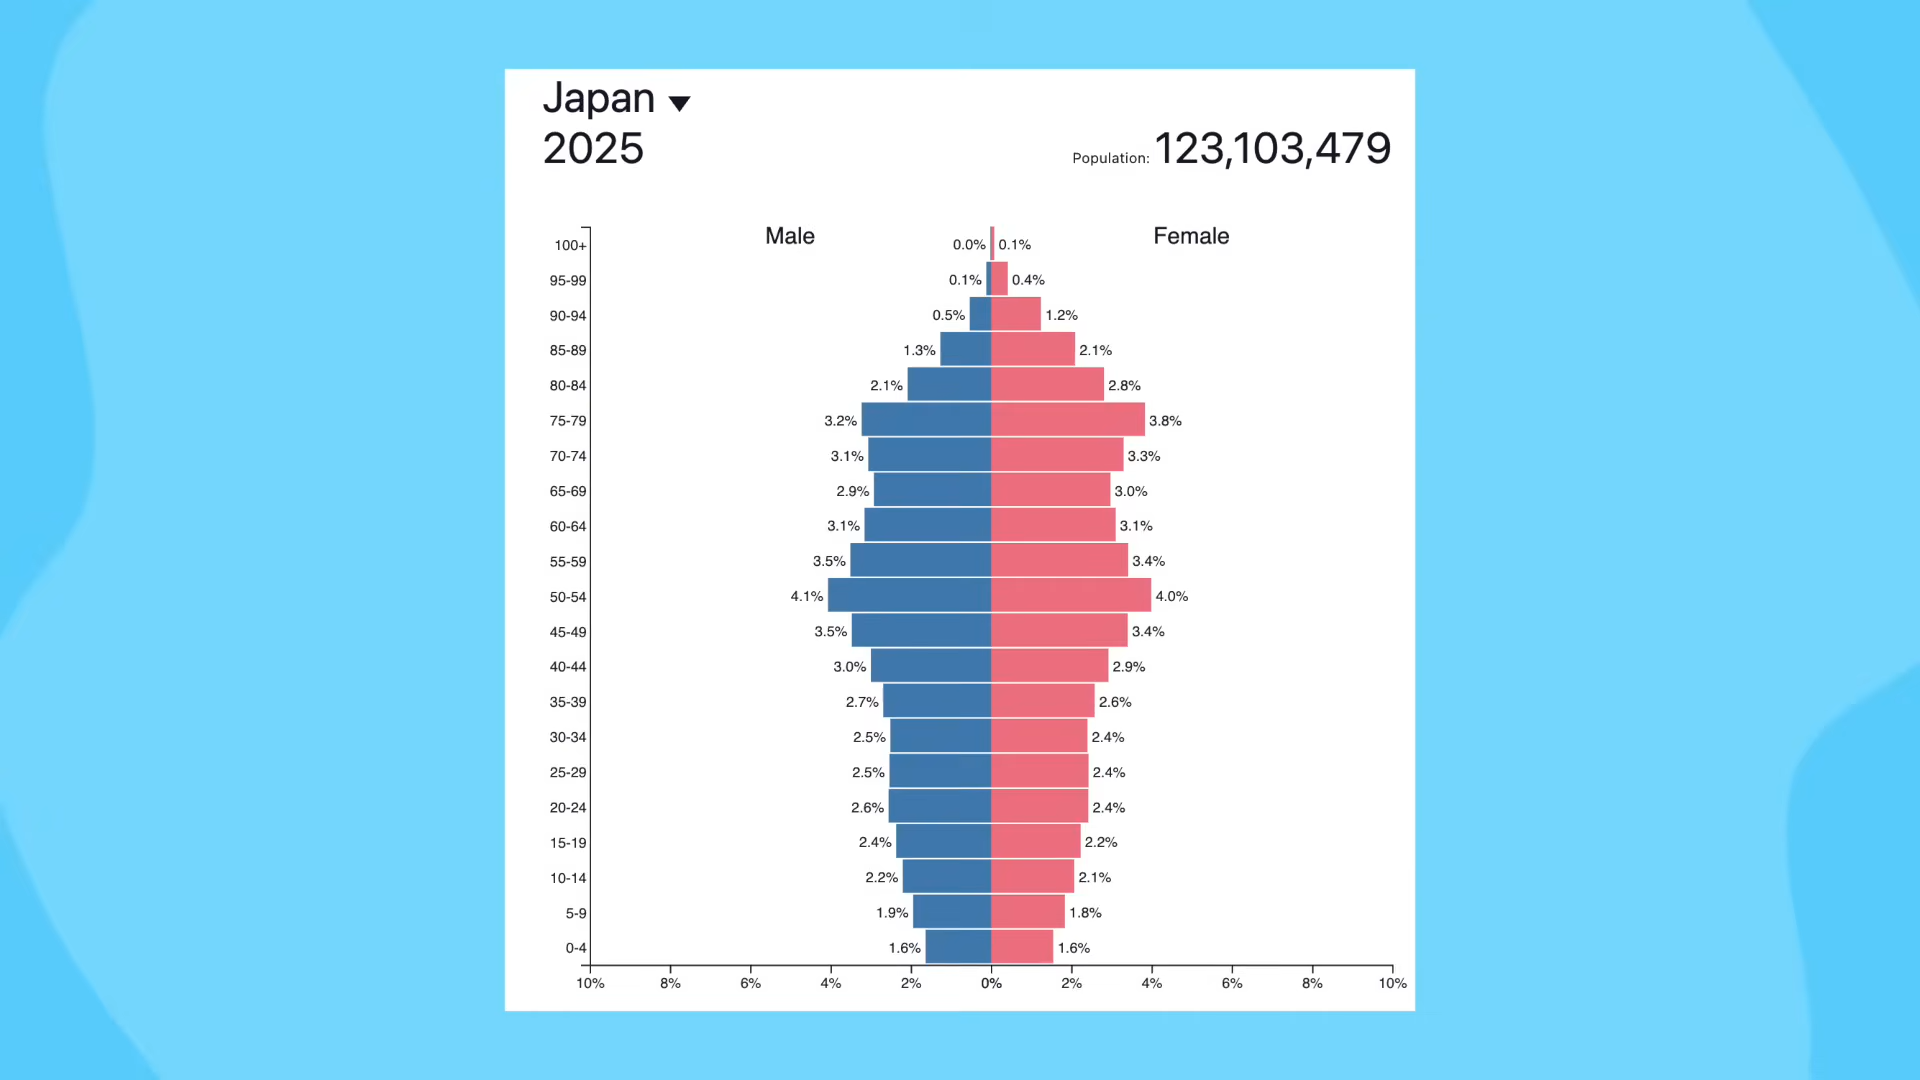 Japan
2025
Population: 123,103,479
Male Female
100+ 0.0% 0.1%
95-99 0.1% 0.4%
90-94 0.5% 1.2%
85-89 1.3% 2.1%
80-84 2.1% 2.8%
75-79 3.2% 3.8%
70-74 3.1% 3.3%
65-69 2.9% 3.0%
60-64 3.1% 3.1%
55-59 3.5% 3.4%
50-54 4.1% 4.0%
45-49 3.5% 3.4%
40-44 3.0% 2.9%
35-39 2.7% 2.6%
30-34 2.5% 2.4%
25-29 2.5% 2.4%
20-24 2.6% 2.4%
15-19 2.4% 2.2%
10-14 2.2% 2.1%
5-9 1.9% 1.8%
0-4 1.6% 1.6%
10% 8% 6% 4% 2% 0% 2% 4% 6% 8% 10%